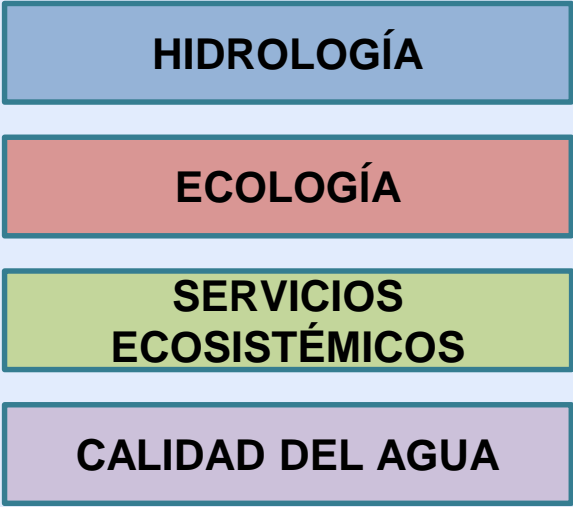 HIDROLOGÍA
ECOLOGÍA
SERVICIOS
ECOSISTÉMICOS
CALIDAD DEL AGUA